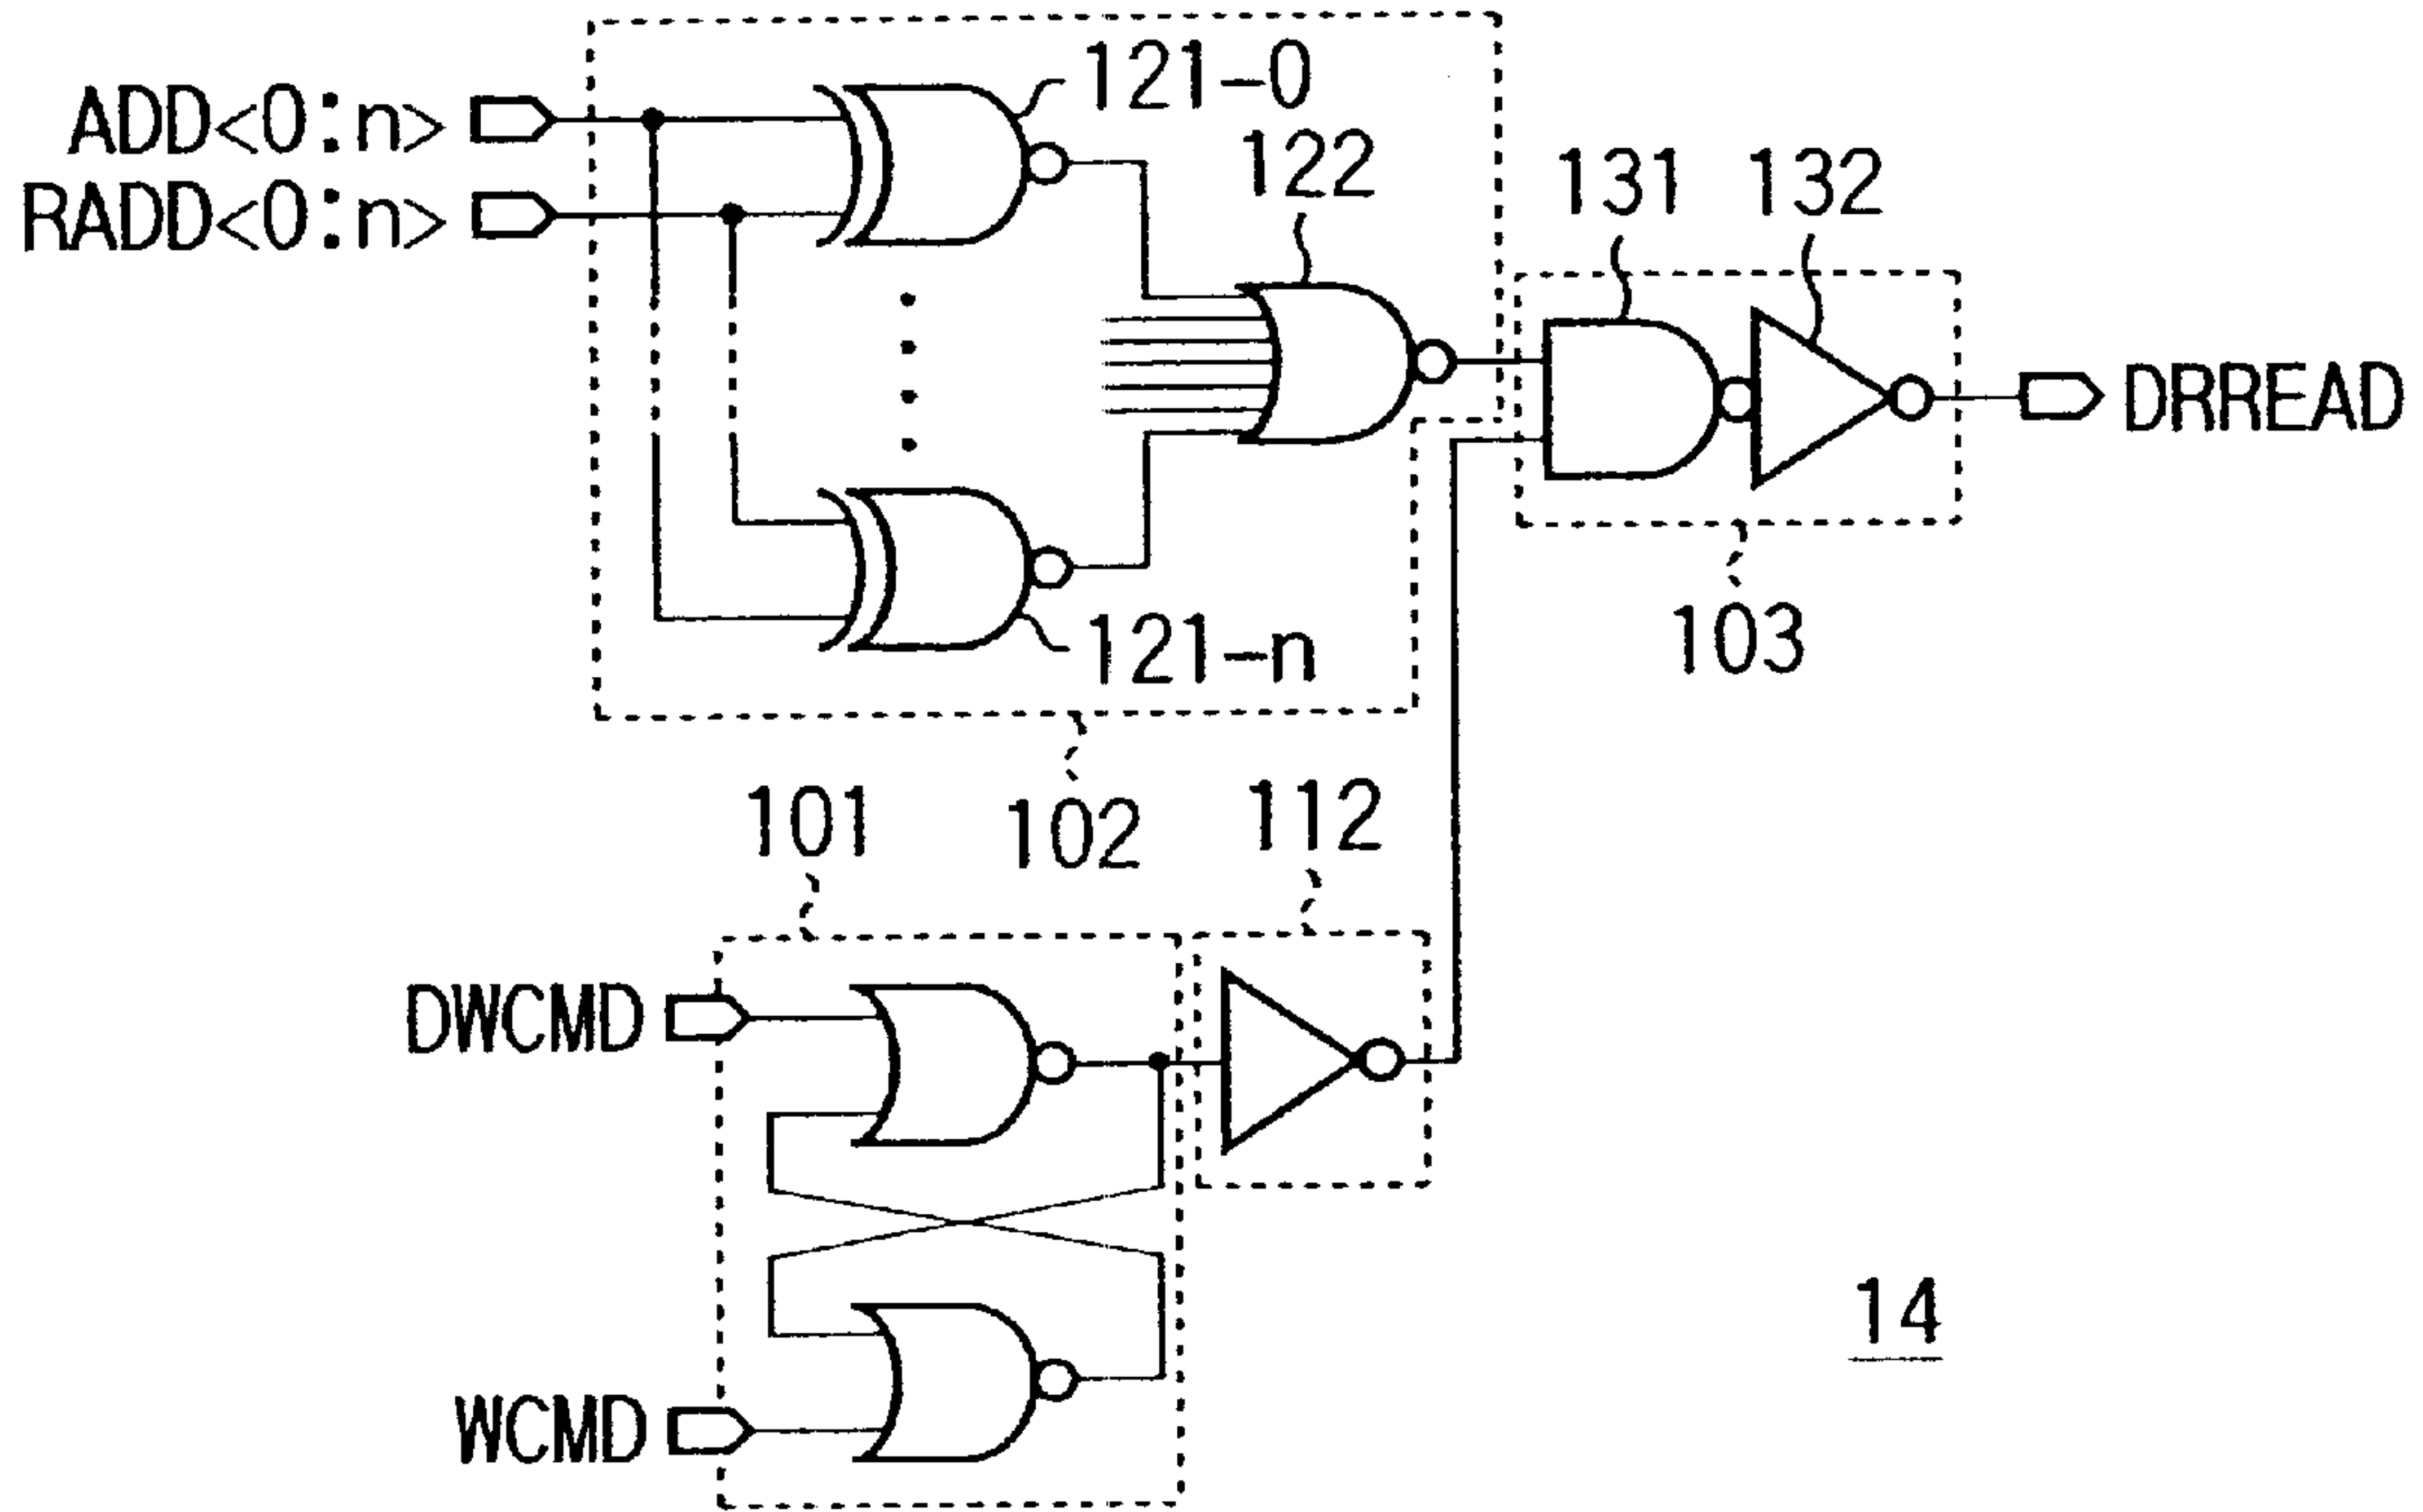 121-0
ADD<0:n>
122
131 132
RADD<0:n>
DRREAD
103
121-n
101
102
112
DWCMD
14
WCMD